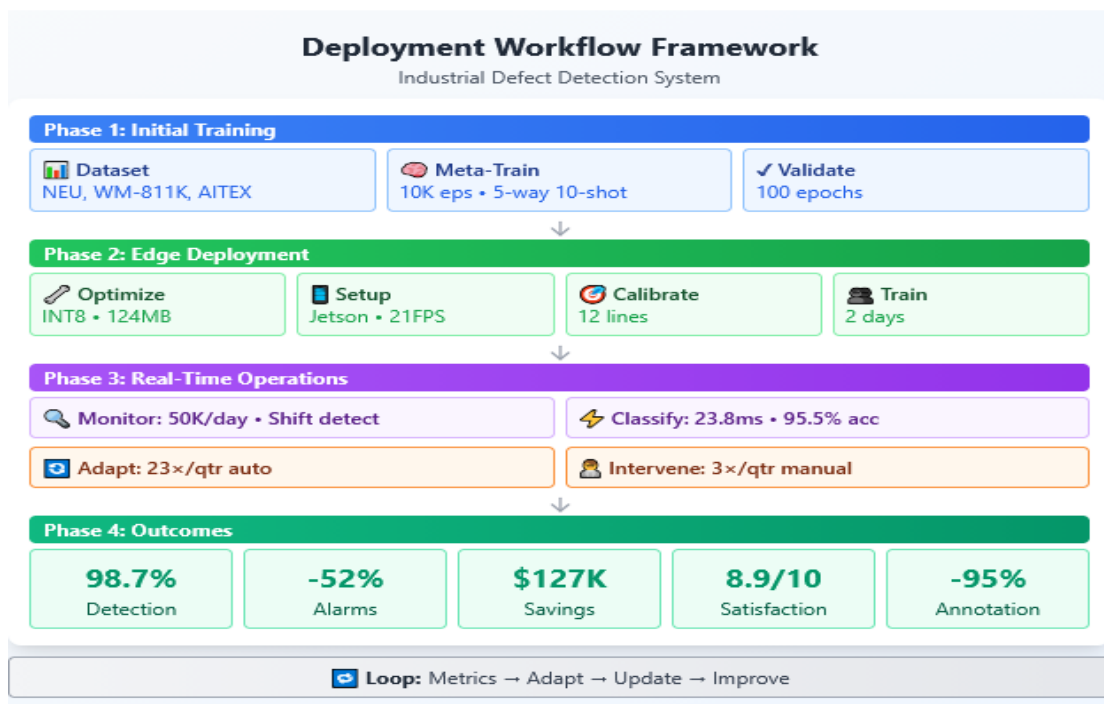 Deployment Workflow Framework
Industrial Defect Detection System
Phase 1: Initial Training
Dataset
NEU, WM-811K, AITEX
Meta-Train
10K eps • 5-way 10-shot
✓ Validate
100 epochs
Phase 2: Edge Deployment
Optimize
INT8 • 124MB
Setup
Jetson • 21FPS
Calibrate
12 lines
Train
2 days
Phase 3: Real-Time Operations
Monitor: 50K/day • Shift detect
Classify: 23.8ms • 95.5% acc
Adapt: 23×/qtr auto
Intervene: 3×/qtr manual
Phase 4: Outcomes
98.7%
Detection
-52%
Alarms
$127K
Savings
8.9/10
Satisfaction
-95%
Annotation
Loop: Metrics → Adapt → Update → Improve